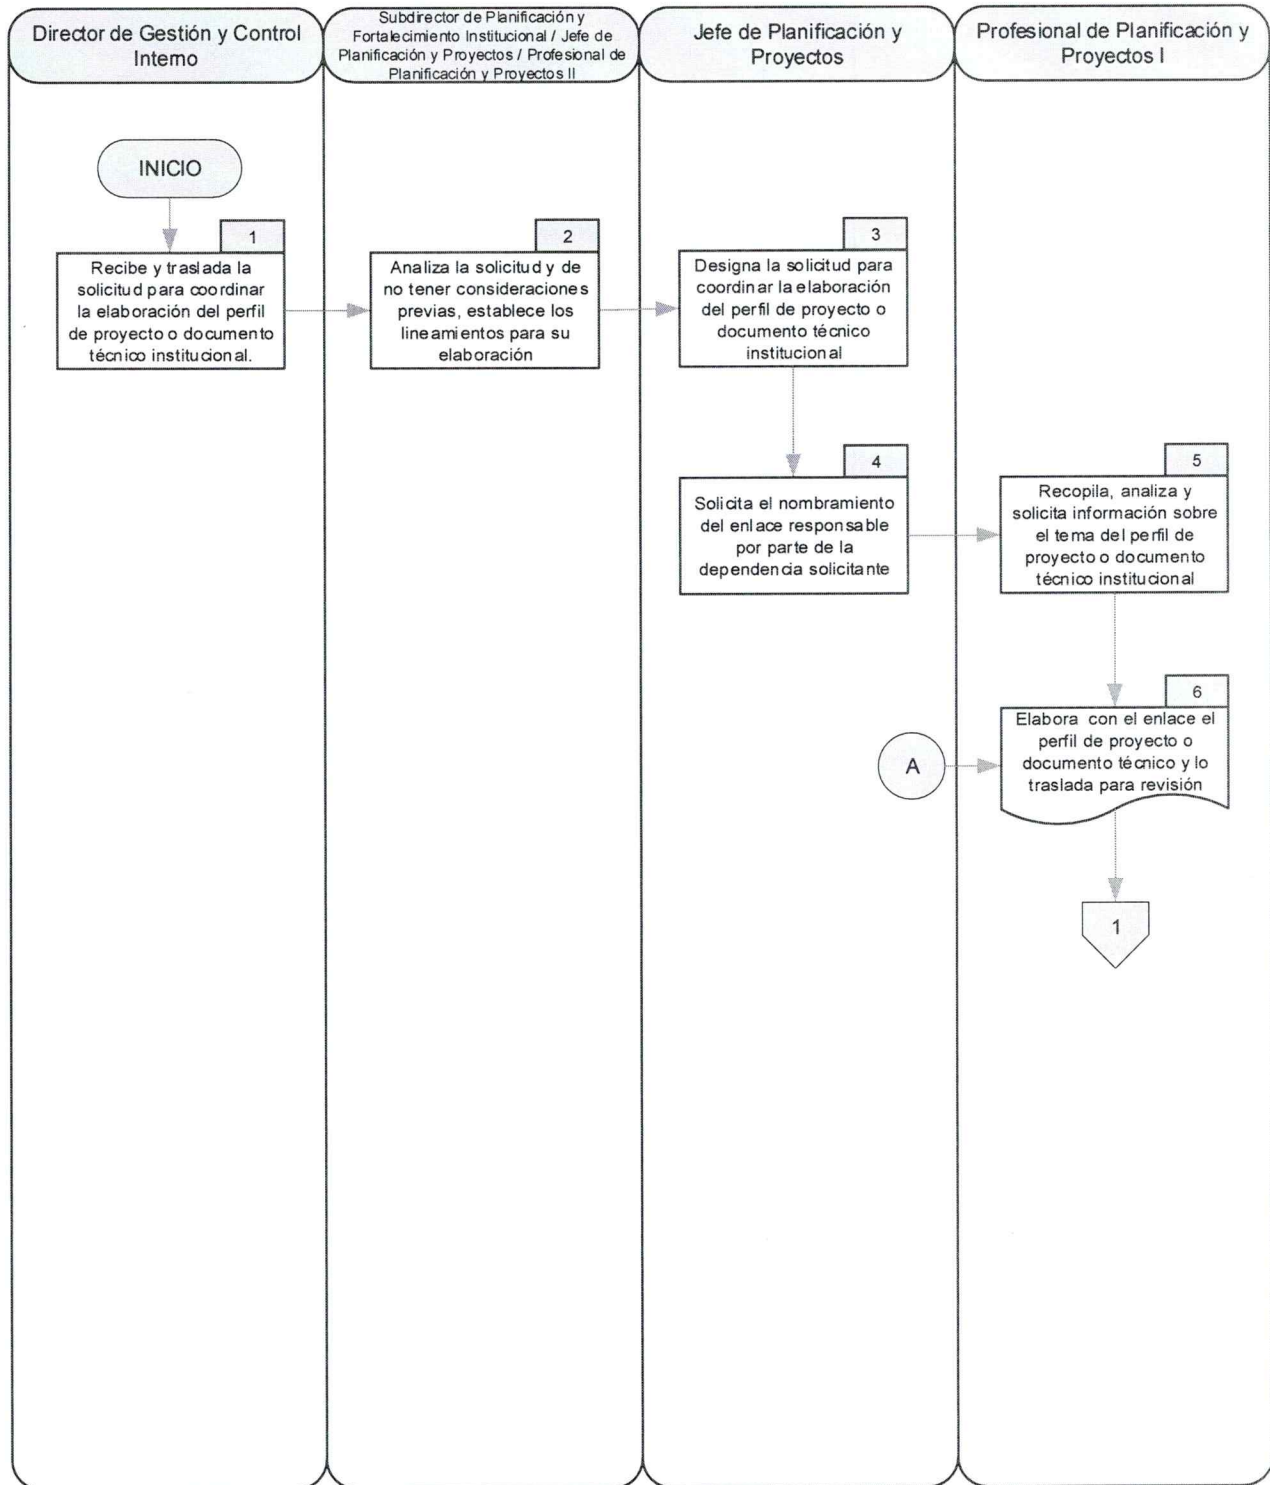 Director de Gestión y Control
Interno
Subdirector de Planificación y
Fortalecimiento Institucional / Jefe de
Planificación y Proyectos / Profesional de
Planificación y Proyectos II
Jefe de Planificación y
Proyectos
Profesional de Planificación y
Proyectos I
INICIO
1
Recibe y traslada la
solicitud para coordinar
la elaboración del perfil
de proyecto o documento
técnico institucional.
2
Analiza la solicitud y de
no tener consideraciones
previas, establece los
lineamientos para su
elaboración
3
Designa la solicitud para
coordinar la elaboración
del perfil de proyecto o
documento técnico
institucional
4
Solicita el nombramiento
del enlace responsable
por parte de la
dependencia solicitante
5
Recopila, analiza y
solicita información sobre
el tema del perfil de
proyecto o documento
técnico institucional
6
Elabora con el enlace el
perfil de proyecto o
documento técnico y lo
traslada para revisión
A
1